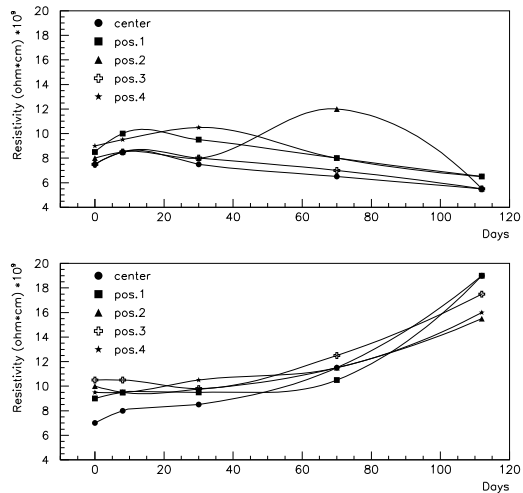 Resistivity (ohm*cm) *10⁹
20
18
16
14
12
10
8
6
4
center
pos.1
pos.2
pos.3
pos.4
0 20 40 60 80 100 120
Days
Resistivity (ohm*cm) *10⁹
20
18
16
14
12
10
8
6
4
center
pos.1
pos.2
pos.3
pos.4
0 20 40 60 80 100 120
Days